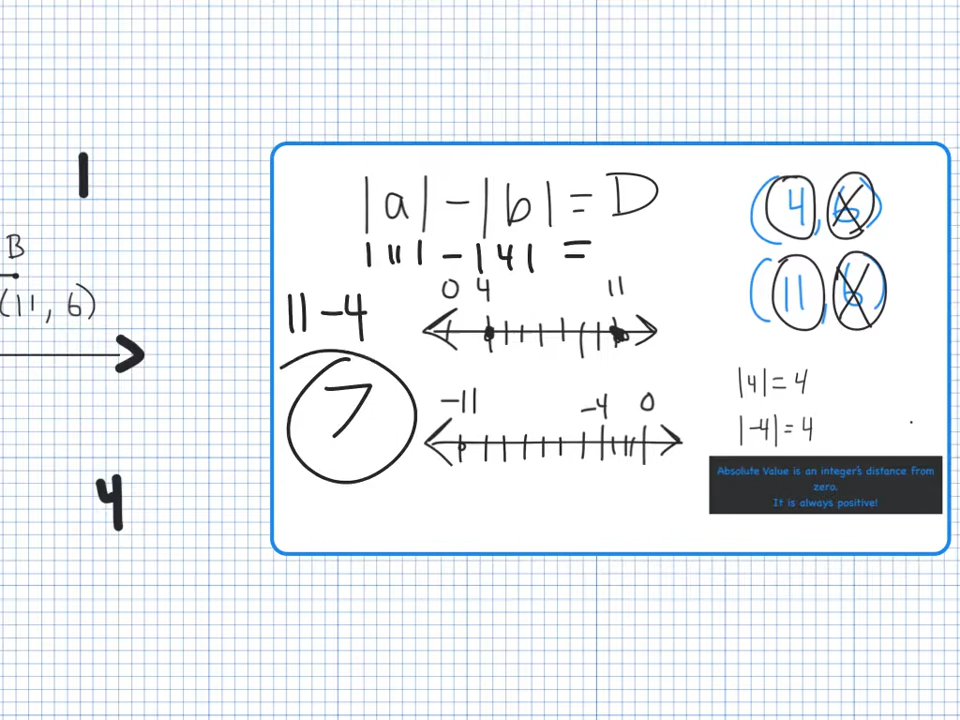 1
B
(11, 6)
4
|a| - |b| = D
|11| - |4| =
11 - 4
7
0 4 11
-11 -4 0
(4, 6)
(11, 6)
|4| = 4
|-4| = 4
Absolute Value is an integer's distance from
zero.
It is always positive!